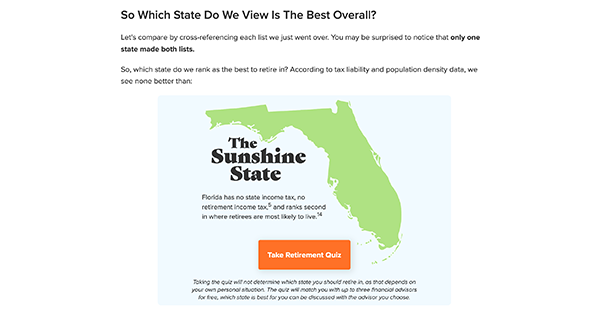 So Which State Do We View Is The Best Overall?
Let's compare by cross-referencing each list we just went over. You may be surprised to notice that only one
state made both lists.
So, which state do we rank as the best to retire in? According to tax liability and population density data, we
see none better than:
The
Sunshine
State
Florida has no state income tax, no
retirement income tax,5 and ranks second
in where retirees are most likely to live.14
Take Retirement Quiz
Taking the quiz will not determine which state you should retire in, as that depends on
your own personal situation. The quiz will match you with up to three financial advisors
for free, which state is best for you can be discussed with the advisor you choose.